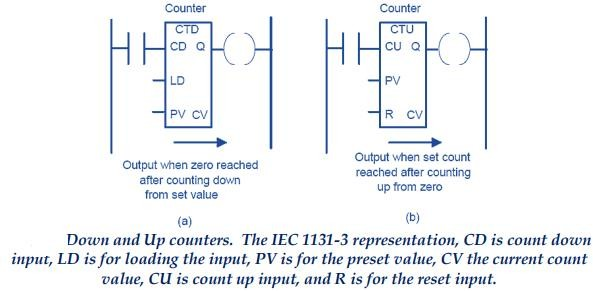 Counter
CTD
CD Q
LD
PV CV
Output when zero reached
after counting down
from set value
(a)
Counter
CTU
CU Q
PV
R CV
Output when set count
reached after counting
up from zero
(b)
Down and Up counters. The IEC 1131-3 representation, CD is count down
input, LD is for loading the input, PV is for the preset value, CV the current count
value, CU is count up input, and R is for the reset input.